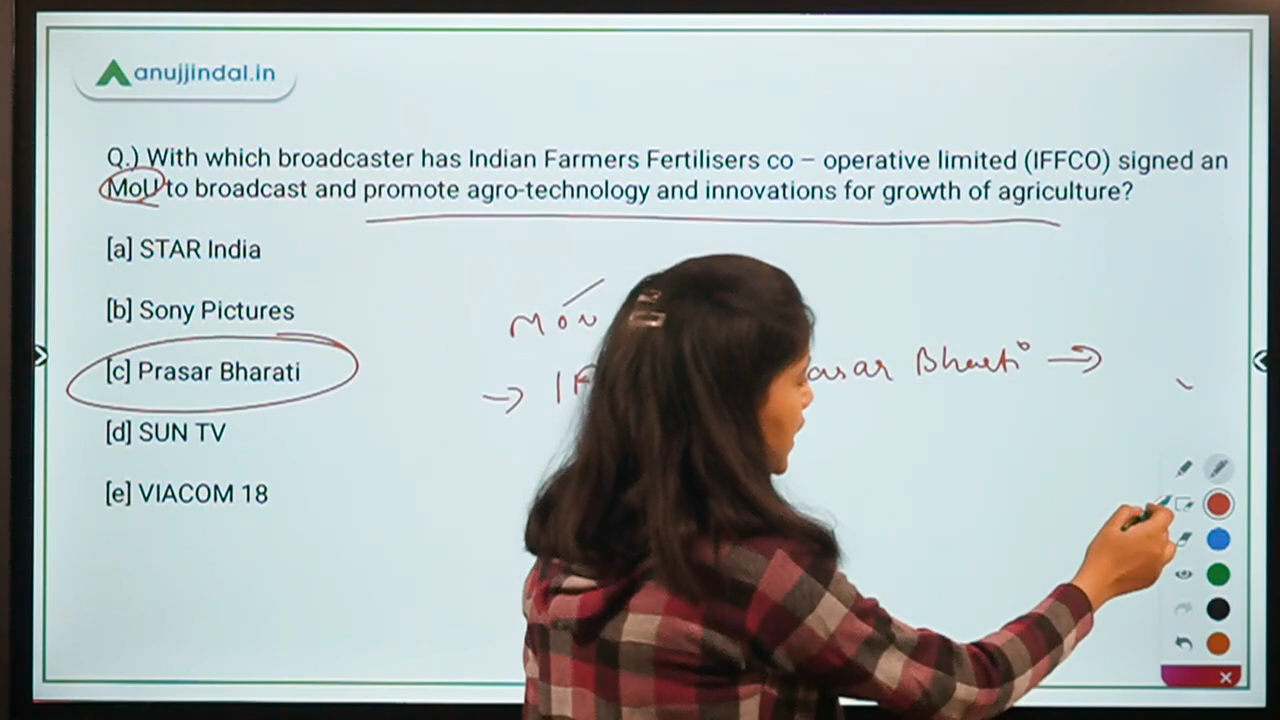 anujjindal.in
Q.) With which broadcaster has Indian Farmers Fertilisers co – operative limited (IFFCO) signed an
MoU to broadcast and promote agro-technology and innovations for growth of agriculture?
[a] STAR India
[b] Sony Pictures
MOU
[c] Prasar Bharati
→ Bharti →
[d] SUN TV
[e] VIACOM 18